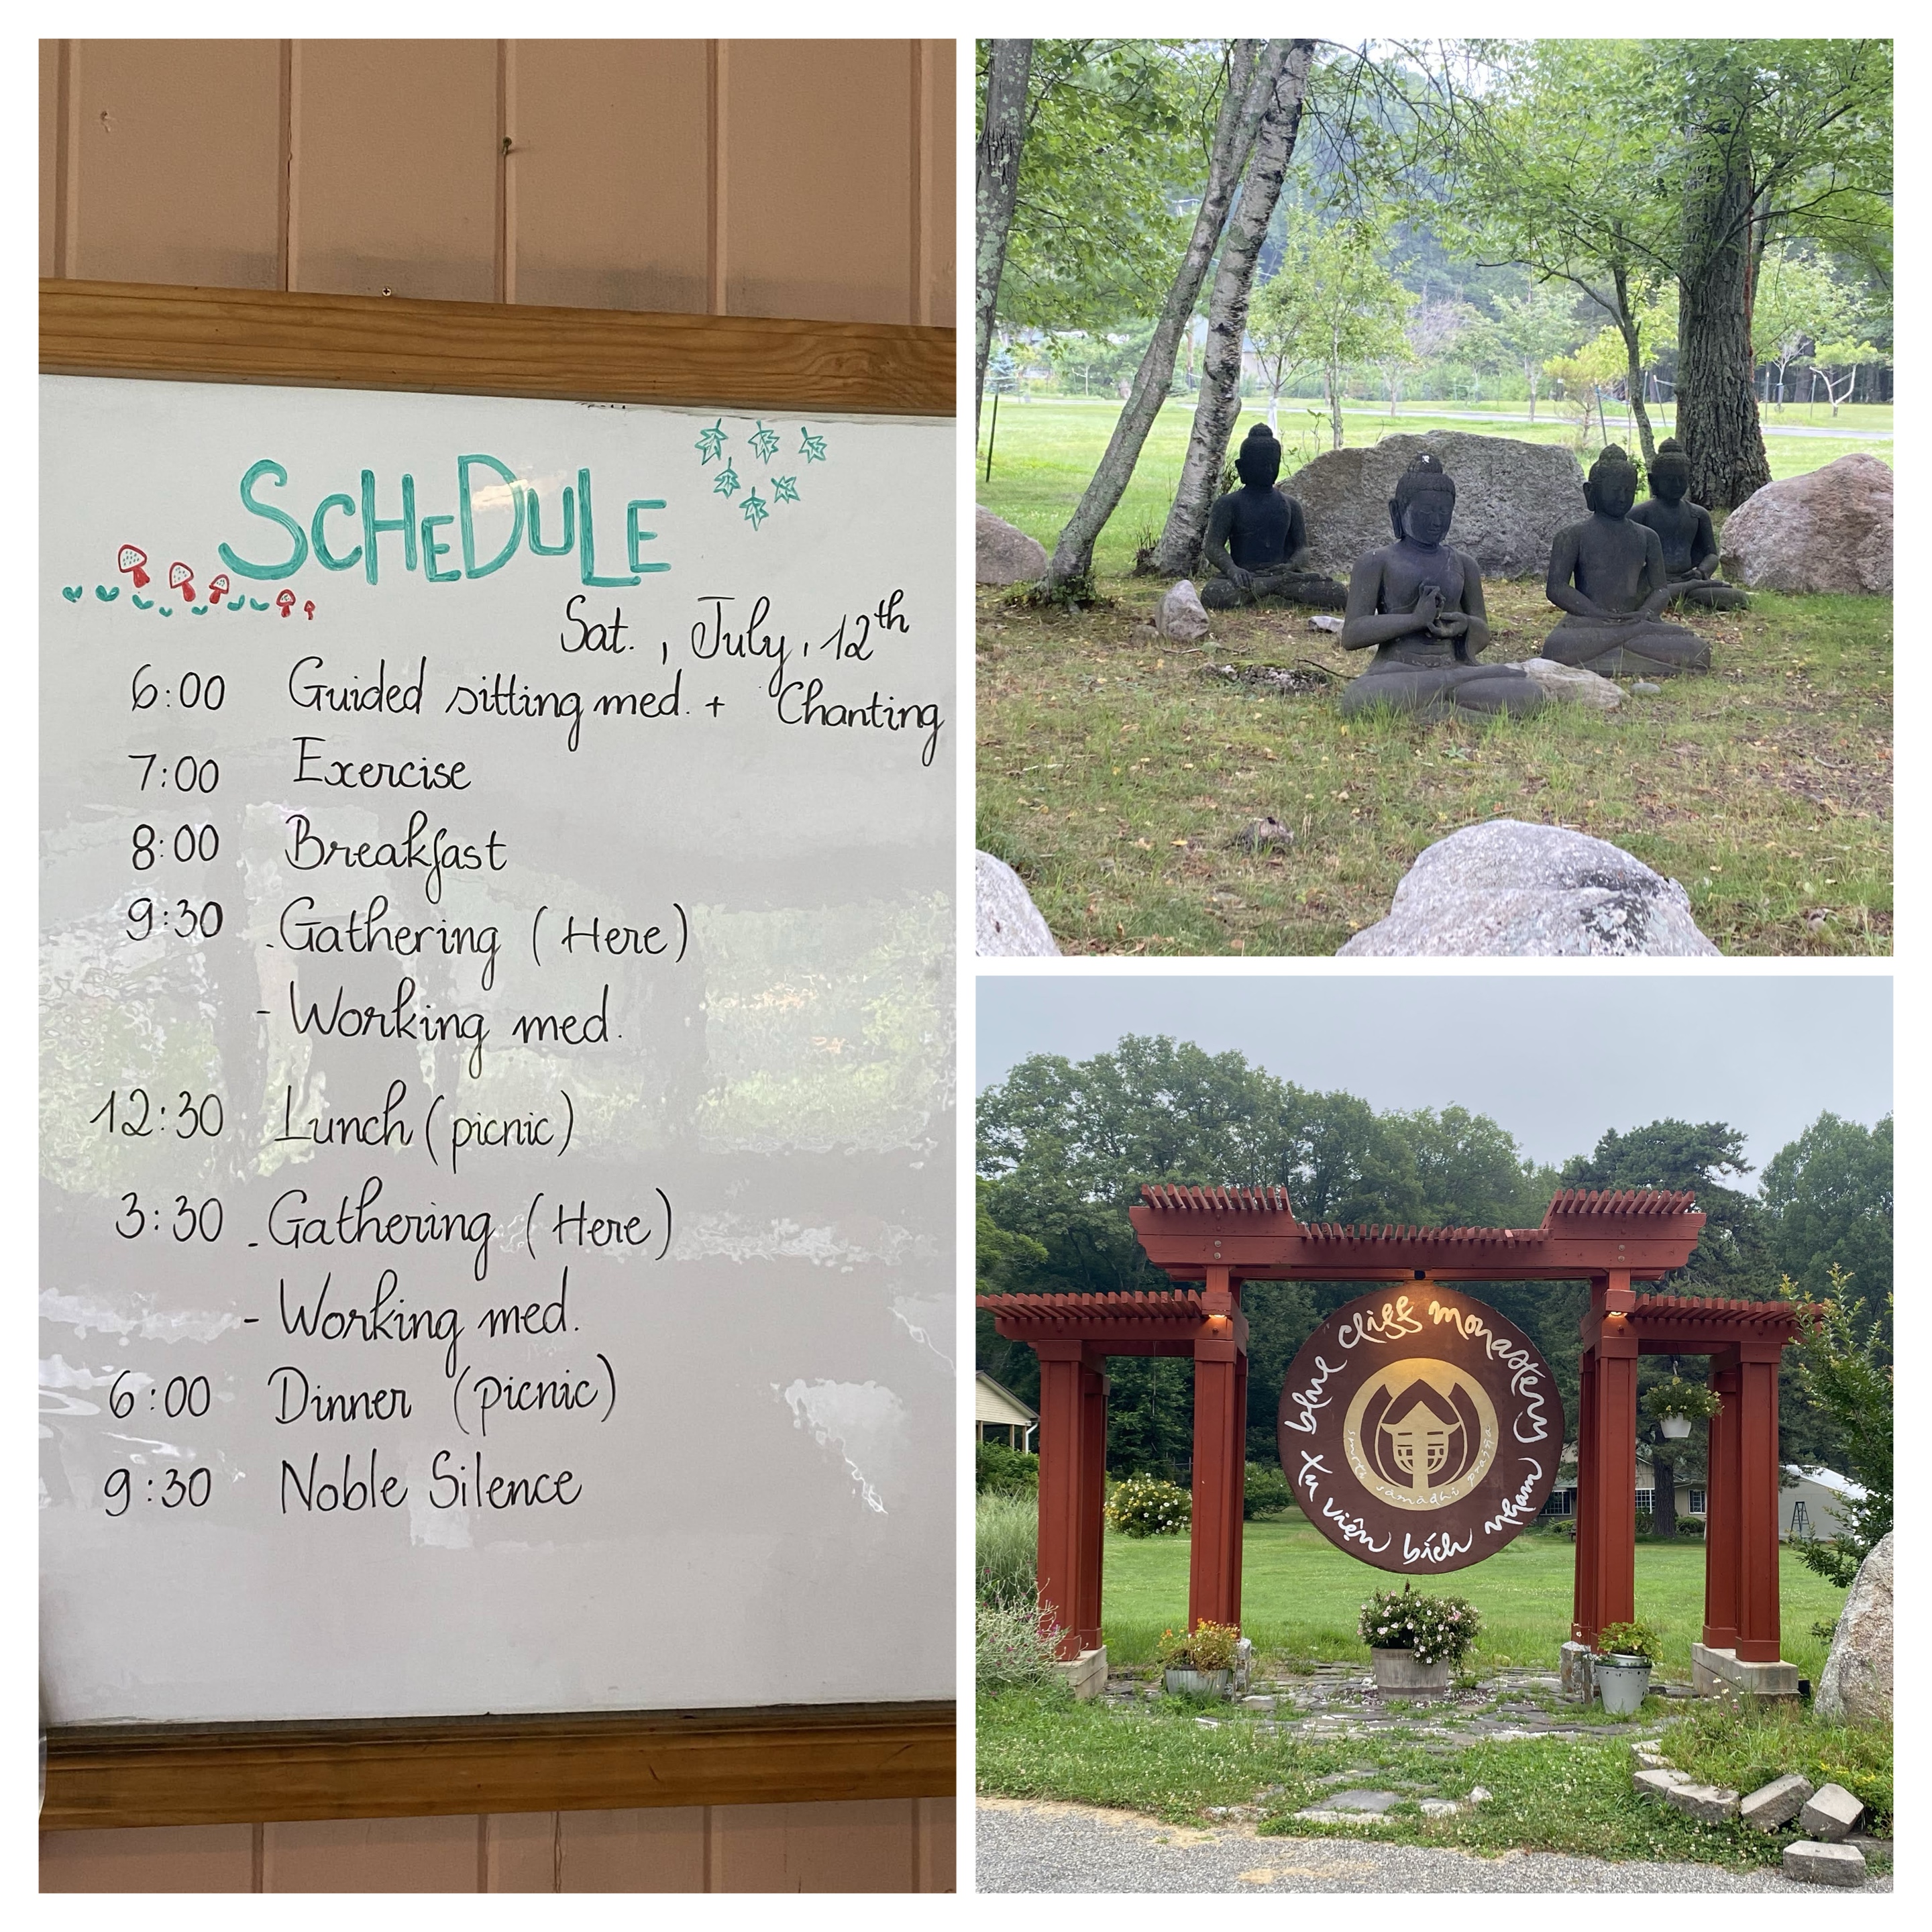 SCHEDULE
Sat., July, 12th
6:00 Guided sitting med. + Chanting
7:00 Exercise
8:00 Breakfast
9:30 - Gathering (Here)
- Working med.
12:30 Lunch (picnic)
3:30 - Gathering (Here)
- Working med.
6:00 Dinner (picnic)
9:30 Noble Silence
blue cliff monastery
smrti samadhi prajña
tu viện bích nham